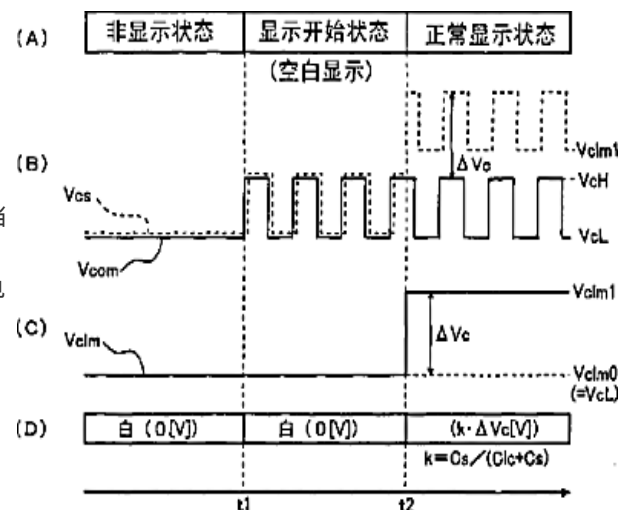 (A) 非显示状态 显示开始状态 正常显示状态
(空白显示)
Vclm1
(B) ΔVc VcH
Vcs
VcL
Vcom
Vclm1
(C) Vclm ΔVc
Vclm0
(=VcL)
(D) 白 (0[V]) 白 (0[V]) (k·ΔVc[V])
k=Cs/(Clc+Cs)
t1 t2